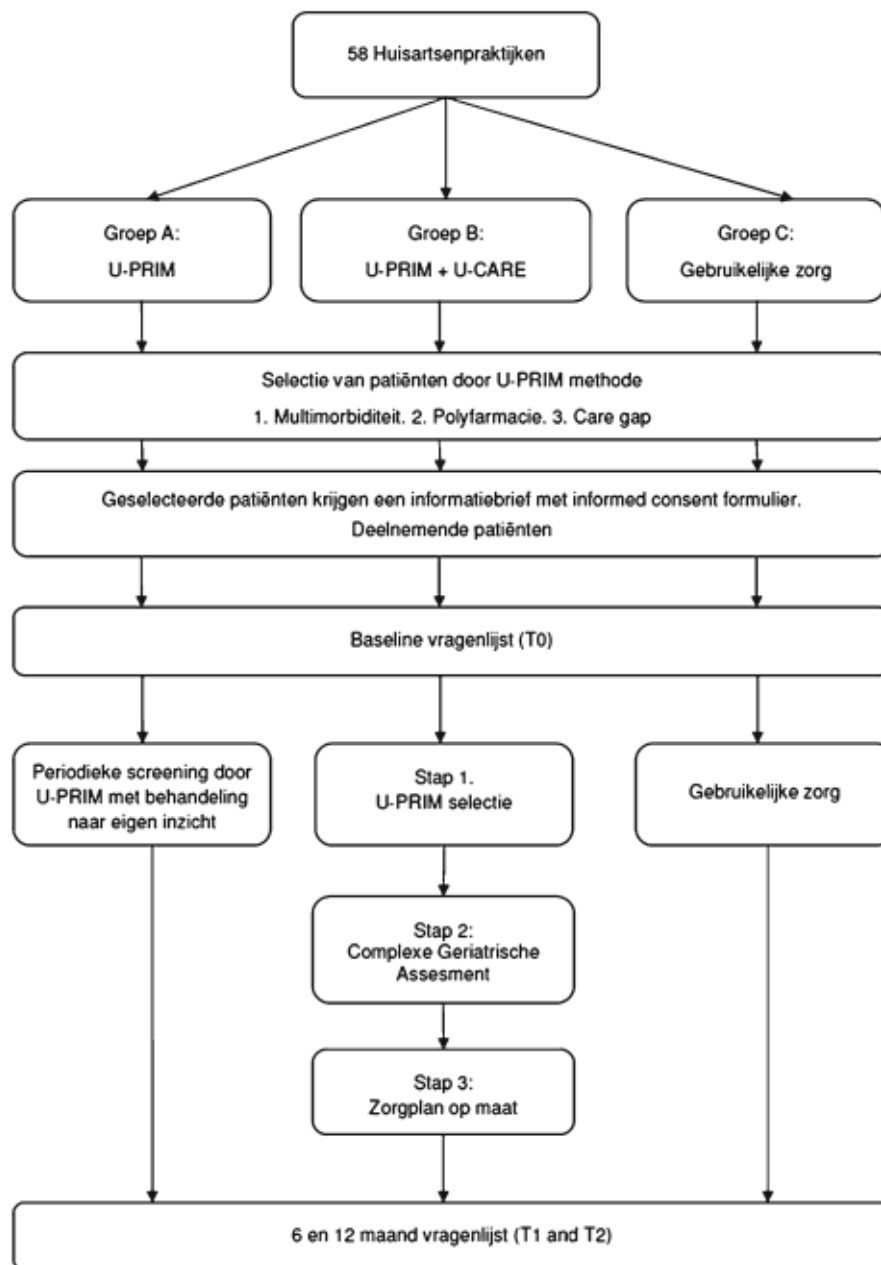 58 Huisartsenpraktijken
Groep A:
U-PRIM
Groep B:
U-PRIM + U-CARE
Groep C:
Gebruikelijke zorg
Selectie van patiënten door U-PRIM methode
1. Multimorbiditeit. 2. Polyfarmacie. 3. Care gap
Geselecteerde patiënten krijgen een informatiebrief met informed consent formulier.
Deelnemende patiënten
Baseline vragenlijst (T0)
Periodieke screening door
U-PRIM met behandeling
naar eigen inzicht
Stap 1.
U-PRIM selectie
Gebruikelijke zorg
Stap 2:
Complexe Geriatrische
Assesment
Stap 3:
Zorgplan op maat
6 en 12 maand vragenlijst (T1 and T2)